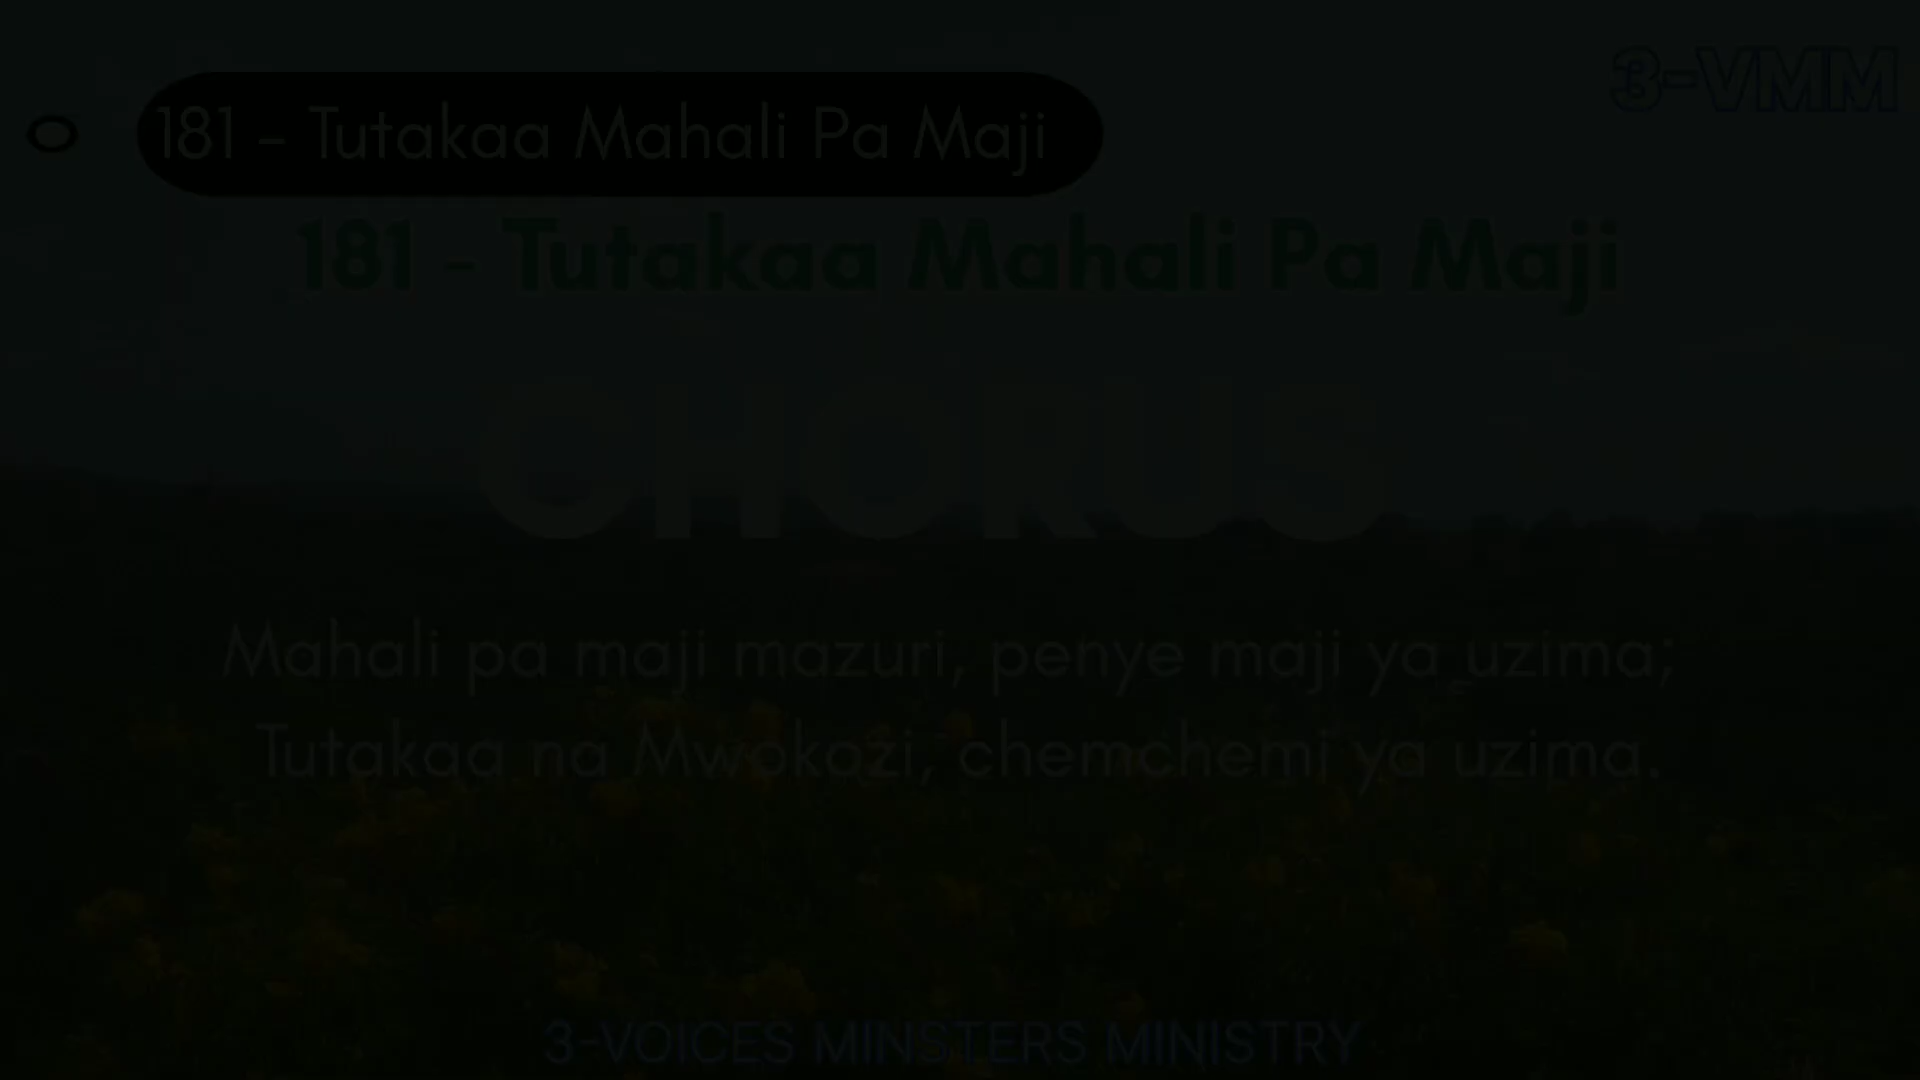 3-VMM
181 - Tutakaa Mahali Pa Maji
181 - Tutakaa Mahali Pa Maji
CHORUS
Mahali pa maji mazuri, penye maji ya uzima;
Tutakaa na Mwokozi, chemchemi ya uzima.
3-VOICES MINSTERS MINISTRY